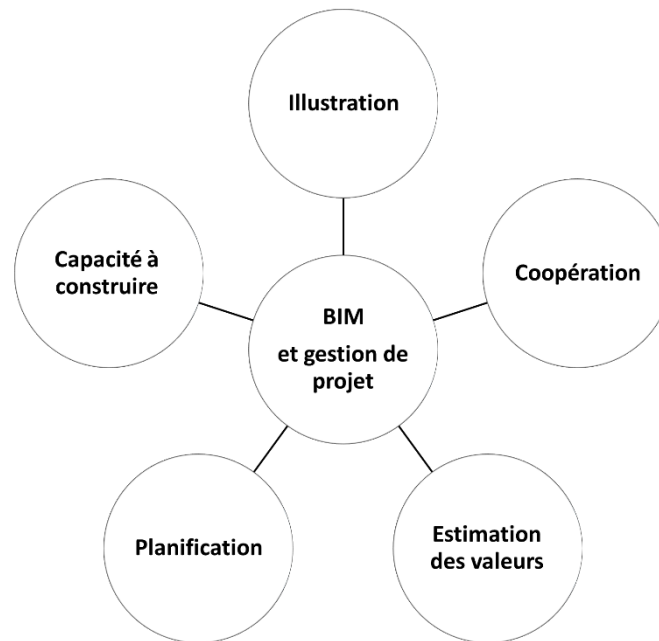 Illustration
Capacité à
construire
Coopération
BIM
et gestion de
projet
Planification
Estimation
des valeurs